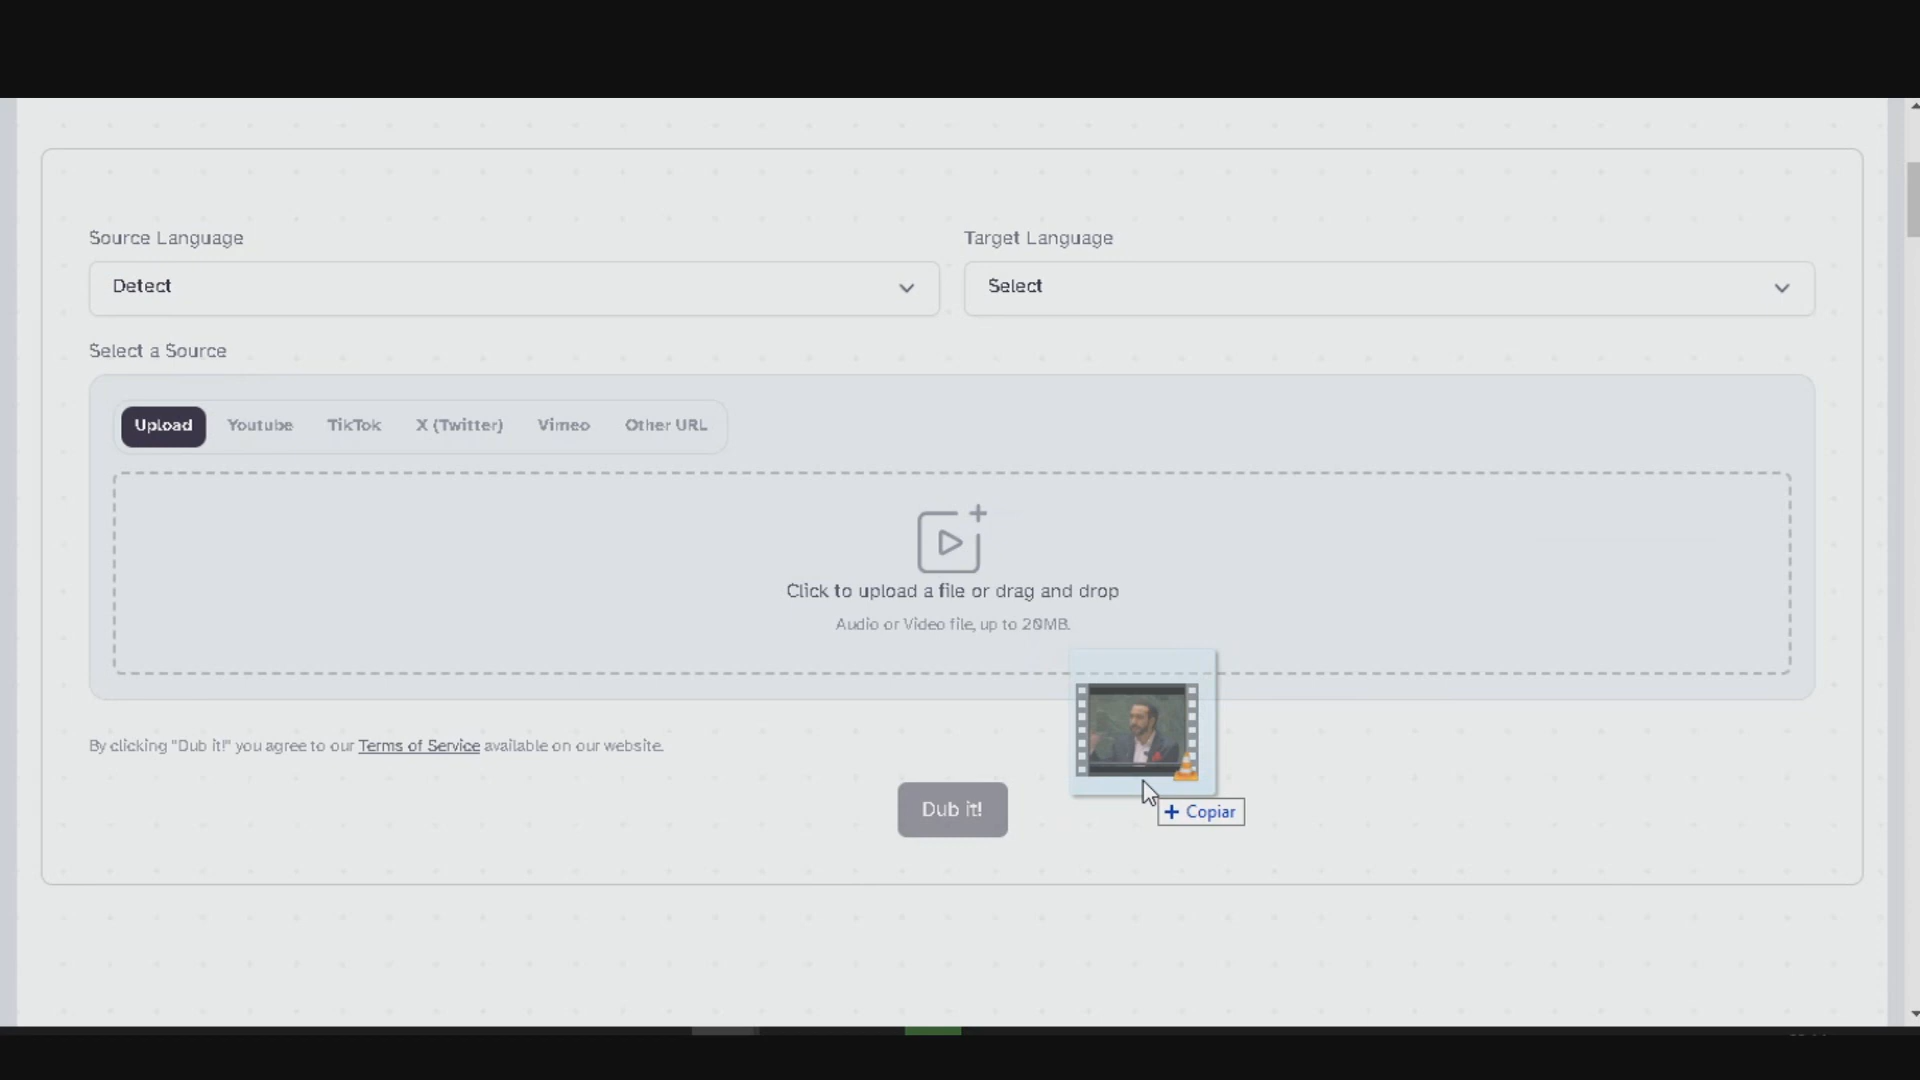 Source Language
Target Language
Detect
Select
Select a Source
Upload
Youtube
TikTok
X (Twitter)
Vimeo
Other URL
Click to upload a file or drag and drop
Audio or Video file, up to 20MB.
By clicking "Dub it!" you agree to our Terms of Service available on our website.
Dub it!
+ Copiar